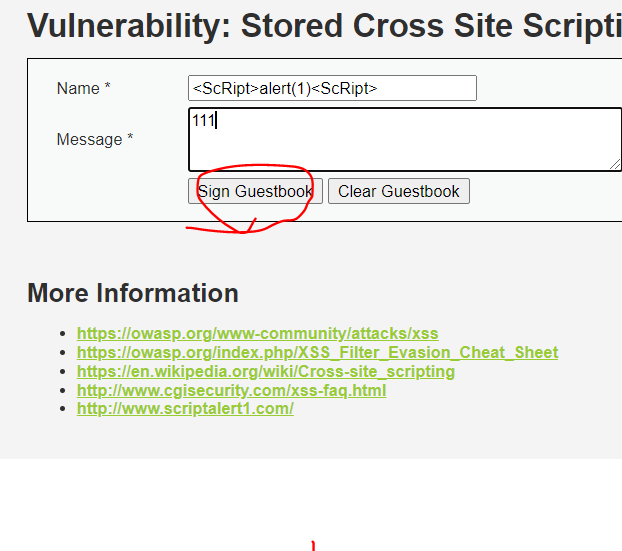 Vulnerability: Stored Cross Site Scripti
Name * <ScRipt>alert(1)<ScRipt>
Message * 111
Sign Guestbook Clear Guestbook
More Information
https://owasp.org/www-community/attacks/xss
https://owasp.org/index.php/XSS_Filter_Evasion_Cheat_Sheet
https://en.wikipedia.org/wiki/Cross-site_scripting
http://www.cgisecurity.com/xss-faq.html
http://www.scriptalert1.com/